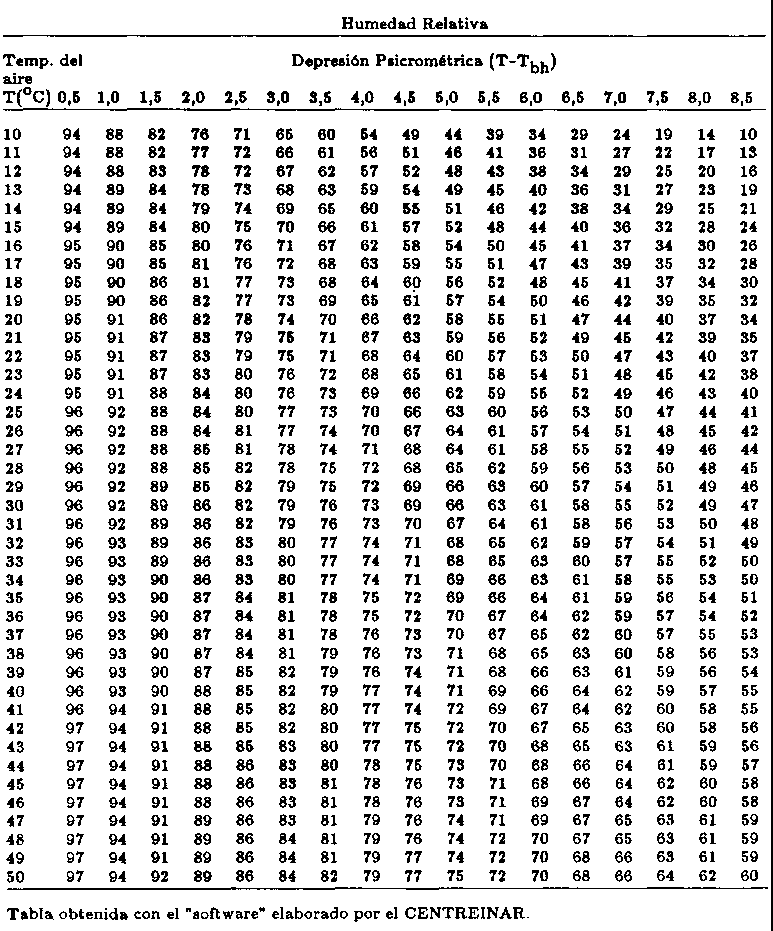 Humedad Relativa
Temp. del Depresión Psicrométrica (T-Tbh)
aire
T(°C) 0,5 1,0 1,5 2,0 2,5 3,0 3,5 4,0 4,5 5,0 5,5 6,0 6,5 7,0 7,5 8,0 8,5
10 94 88 82 76 71 65 60 54 49 44 39 34 29 24 19 14 10
11 94 88 82 77 72 66 61 56 51 46 41 36 31 27 22 17 13
12 94 88 83 78 72 67 62 57 52 48 43 38 34 29 25 20 16
13 94 89 84 78 73 68 63 59 54 49 45 40 36 31 27 23 19
14 94 89 84 79 74 69 65 60 55 51 46 42 38 34 29 25 21
15 94 89 84 80 75 70 66 61 57 52 48 44 40 36 32 28 24
16 95 90 85 80 76 71 67 62 58 54 50 45 41 37 34 30 26
17 95 90 85 81 76 72 68 63 59 55 51 47 43 39 35 32 28
18 95 90 86 81 77 73 68 64 60 56 52 48 45 41 37 34 30
19 95 90 86 82 77 73 69 65 61 57 54 50 46 42 39 35 32
20 95 91 86 82 78 74 70 66 62 58 55 51 47 44 40 37 34
21 95 91 87 83 79 75 71 67 63 59 56 52 49 45 42 39 35
22 95 91 87 83 79 75 71 68 64 60 57 53 50 47 43 40 37
23 95 91 87 83 80 76 72 68 65 61 58 54 51 48 45 42 38
24 95 91 88 84 80 76 73 69 66 62 59 55 52 49 46 43 40
25 96 92 88 84 80 77 73 70 66 63 60 56 53 50 47 44 41
26 96 92 88 84 81 77 74 70 67 64 61 57 54 51 48 45 42
27 96 92 88 85 81 78 74 71 68 64 61 58 55 52 49 46 44
28 96 92 88 85 82 78 75 72 68 65 62 59 56 53 50 48 45
29 96 92 89 85 82 79 75 72 69 66 63 60 57 54 51 49 46
30 96 92 89 86 82 79 76 73 69 66 63 61 58 55 52 49 47
31 96 92 89 86 82 79 76 73 70 67 64 61 58 56 53 50 48
32 96 93 89 86 83 80 77 74 71 68 65 62 59 57 54 51 49
33 96 93 89 86 83 80 77 74 71 68 65 63 60 57 55 52 50
34 96 93 90 86 83 80 77 74 71 69 66 63 61 58 55 53 50
35 96 93 90 87 84 81 78 75 72 69 66 64 61 59 56 54 51
36 96 93 90 87 84 81 78 75 72 70 67 64 62 59 57 54 52
37 96 93 90 87 84 81 78 76 73 70 67 65 62 60 57 55 53
38 96 93 90 87 84 81 79 76 73 71 68 65 63 60 58 56 53
39 96 93 90 87 85 82 79 76 74 71 68 66 63 61 59 56 54
40 96 93 90 88 85 82 79 77 74 71 69 66 64 62 59 57 55
41 96 94 91 88 85 82 80 77 74 72 69 67 64 62 60 58 55
42 97 94 91 88 85 82 80 77 75 72 70 67 65 63 60 58 56
43 97 94 91 88 85 83 80 77 75 72 70 68 65 63 61 59 56
44 97 94 91 88 86 83 80 78 75 73 70 68 66 64 61 59 57
45 97 94 91 88 86 83 81 78 76 73 71 68 66 64 62 60 58
46 97 94 91 88 86 83 81 78 76 73 71 69 67 64 62 60 58
47 97 94 91 89 86 83 81 79 76 74 71 69 67 65 63 61 59
48 97 94 91 89 86 84 81 79 76 74 72 70 67 65 63 61 59
49 97 94 91 89 86 84 81 79 77 74 72 70 68 66 63 61 59
50 97 94 92 89 86 84 82 79 77 75 72 70 68 66 64 62 60
Tabla obtenida con el "software" elaborado por el CENTREINAR.